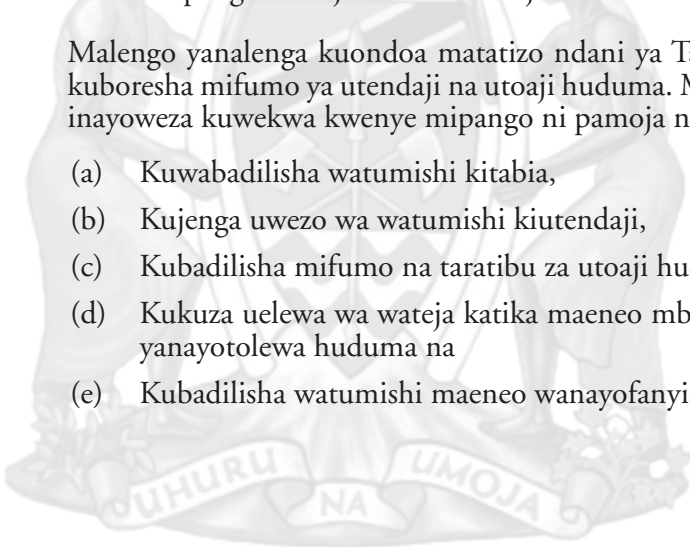 Malengo yanalenga kuondoa matatizo ndani ya
kuboresha mifumo ya utendaji na utoaji huduma.
inayoweza kuwekwa kwenye mipango ni pamoja
(a) Kuwabadilisha watumishi kitabia,
(b) Kujenga uwezo wa watumishi kiutendaji,
(c) Kubadilisha mifumo na taratibu za utoaji
(d) Kukuza uelewa wa wateja katika maeneo
yanayotolewa huduma na
(e) Kubadilisha watumishi maeneo
UHURU NA UMOJA